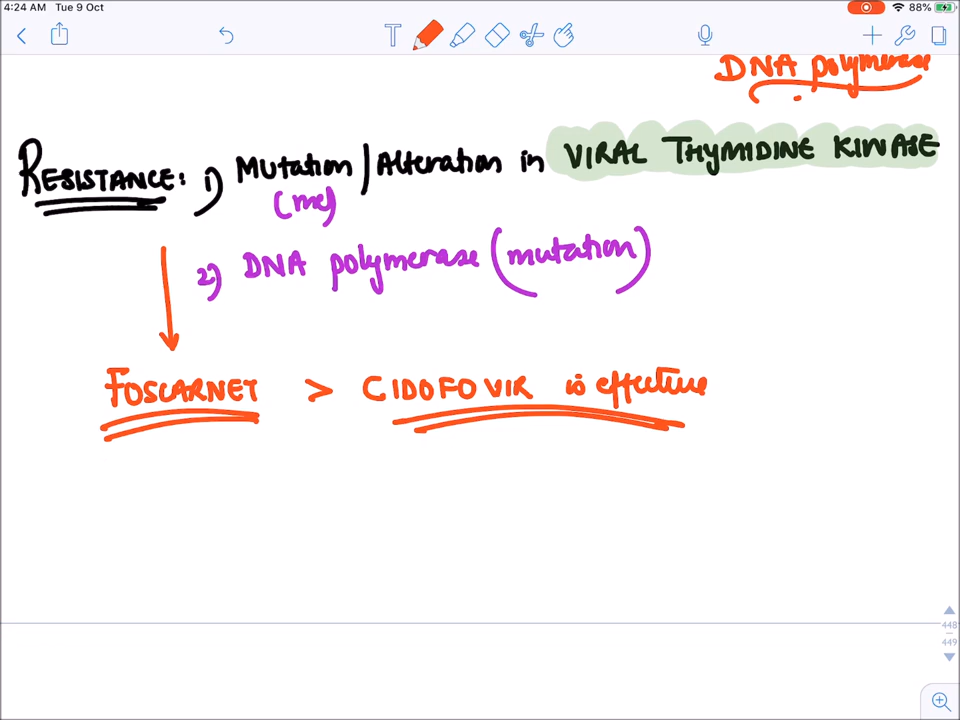 4:24 AM Tue 9 Oct 88%
T
DNA polymerase
RESISTANCE: 1) Mutation/Alteration in VIRAL THYMIDINE KINASE
(mc)
2) DNA polymerase (mutation)
FOSCARNET > CIDOFOVIR is effective
448
449